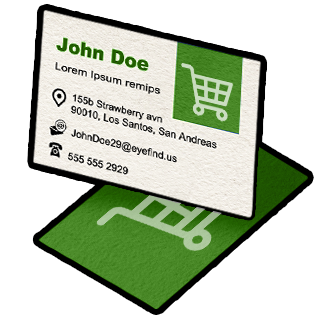 John Doe
Lorem Ipsum remips
155b Strawberry avn
90010, Los Santos, San Andreas
JohnDoe29@eyefind.us
555 555 2929